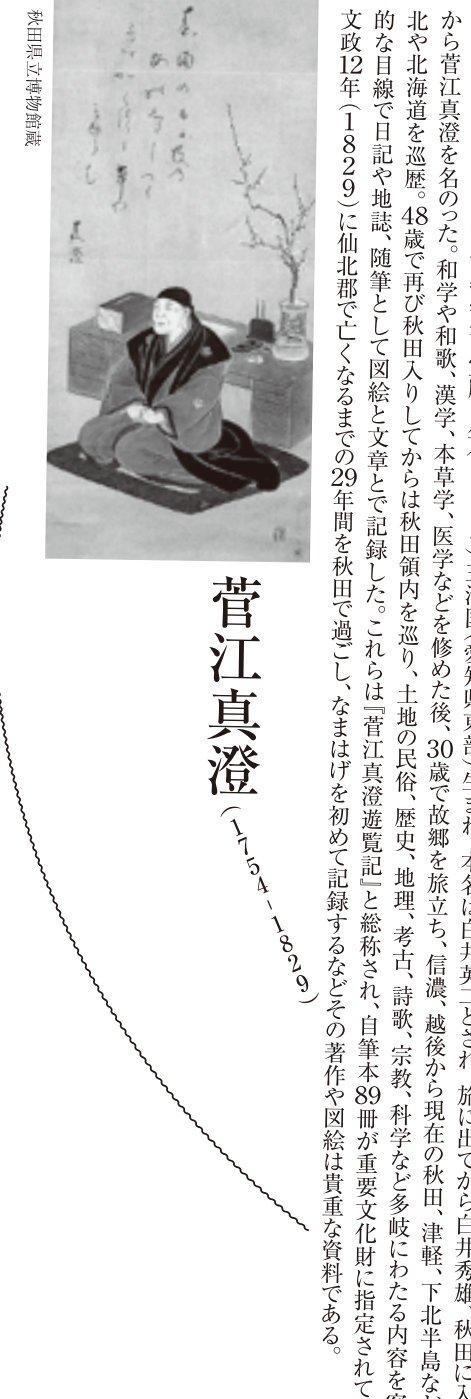 三河国(愛知県東部)生まれ、本名は白井英二とされ、旅に出てから白井秀雄、秋田に入
から菅江真澄を名のった。和学や和歌、漢学、本草学、医学などを修めた後、30歳で故郷を旅立ち、信濃、越後から現在の秋田、津軽、下北半島な
北や北海道を巡歴。48歳で再び秋田入りしてからは秋田領内を巡り、土地の民俗、歴史、地理、考古、詩歌、宗教、科学など多岐にわたる内容を客
的な目線で日記や地誌、随筆として図絵と文章とで記録した。これらは『菅江真澄遊覧記』と総称され、自筆本89冊が重要文化財に指定されて
文政12年(1829)に仙北郡で亡くなるまでの29年間を秋田で過ごし、なまはげを初めて記録するなどその著作や図絵は貴重な資料である。
菅江真澄(1754-1829)
秋田県立博物館蔵